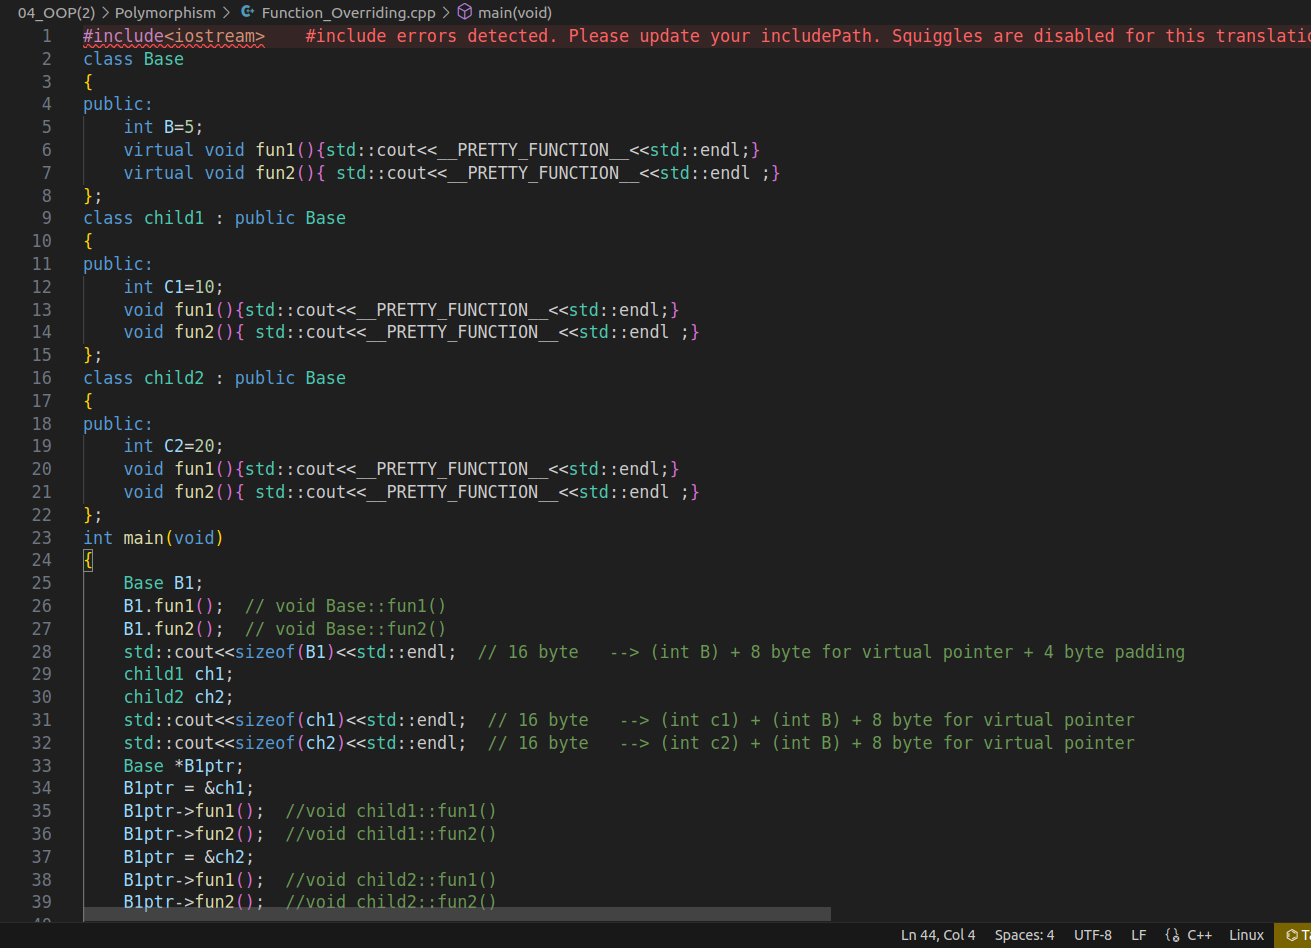 04_OOP(2) > Polymorphism > Function_Overriding.cpp > main(void)
1 #include<iostream> #include errors detected. Please update your includePath. Squiggles are disabled for this
2 class Base
3 {
4 public:
5 int B=5;
6 virtual void fun1(){std::cout<<__PRETTY_FUNCTION__<<std::endl;}
7 virtual void fun2(){ std::cout<<__PRETTY_FUNCTION__<<std::endl ;}
8 };
9 class child1 : public Base
10 {
11 public:
12 int C1=10;
13 void fun1(){std::cout<<__PRETTY_FUNCTION__<<std::endl;}
14 void fun2(){ std::cout<<__PRETTY_FUNCTION__<<std::endl ;}
15 };
16 class child2 : public Base
17 {
18 public:
19 int C2=20;
20 void fun1(){std::cout<<__PRETTY_FUNCTION__<<std::endl;}
21 void fun2(){ std::cout<<__PRETTY_FUNCTION__<<std::endl ;}
22 };
23 int main(void)
24 {
25 Base B1;
26 B1.fun1(); // void Base::fun1()
27 B1.fun2(); // void Base::fun2()
28 std::cout<<sizeof(B1)<<std::endl; // 16 byte --> (int B) + 8 byte for virtual pointer + 4 byte padding
29 child1 ch1;
30 child2 ch2;
31 std::cout<<sizeof(ch1)<<std::endl; // 16 byte --> (int c1) + (int B) + 8 byte for virtual pointer
32 std::cout<<sizeof(ch2)<<std::endl; // 16 byte --> (int c2) + (int B) + 8 byte for virtual pointer
33 Base *B1ptr;
34 B1ptr = &ch1;
35 B1ptr->fun1(); //void child1::fun1()
36 B1ptr->fun2(); //void child1::fun2()
37 B1ptr = &ch2;
38 B1ptr->fun1(); //void child2::fun1()
39 B1ptr->fun2(); //void child2::fun2()
Ln 44, Col 4 Spaces: 4 UTF-8 LF C++ Linux